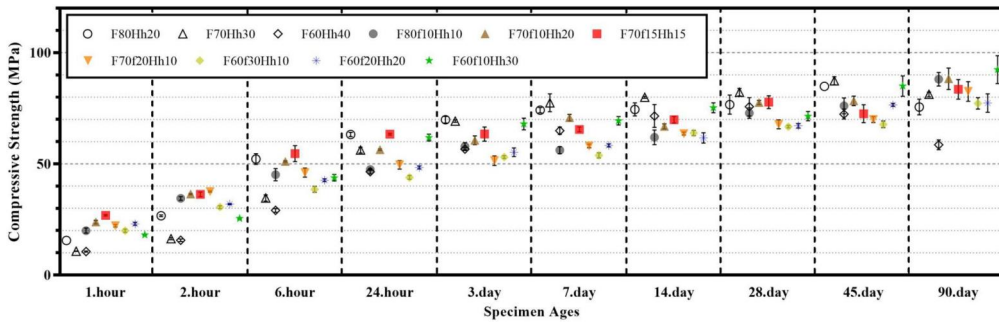 100
50
0
Compressive Strength (MPa)
F80Hh20 F70Hh30 F60Hh40 F80f10Hh10 F70f10Hh20 F70f15Hh15
F70f20Hh10 F60f30Hh10 F60f20Hh20 F60f10Hh30
1.hour 2.hour 6.hour 24.hour 3.day 7.day 14.day 28.day 45.day 90.day
Specimen Ages